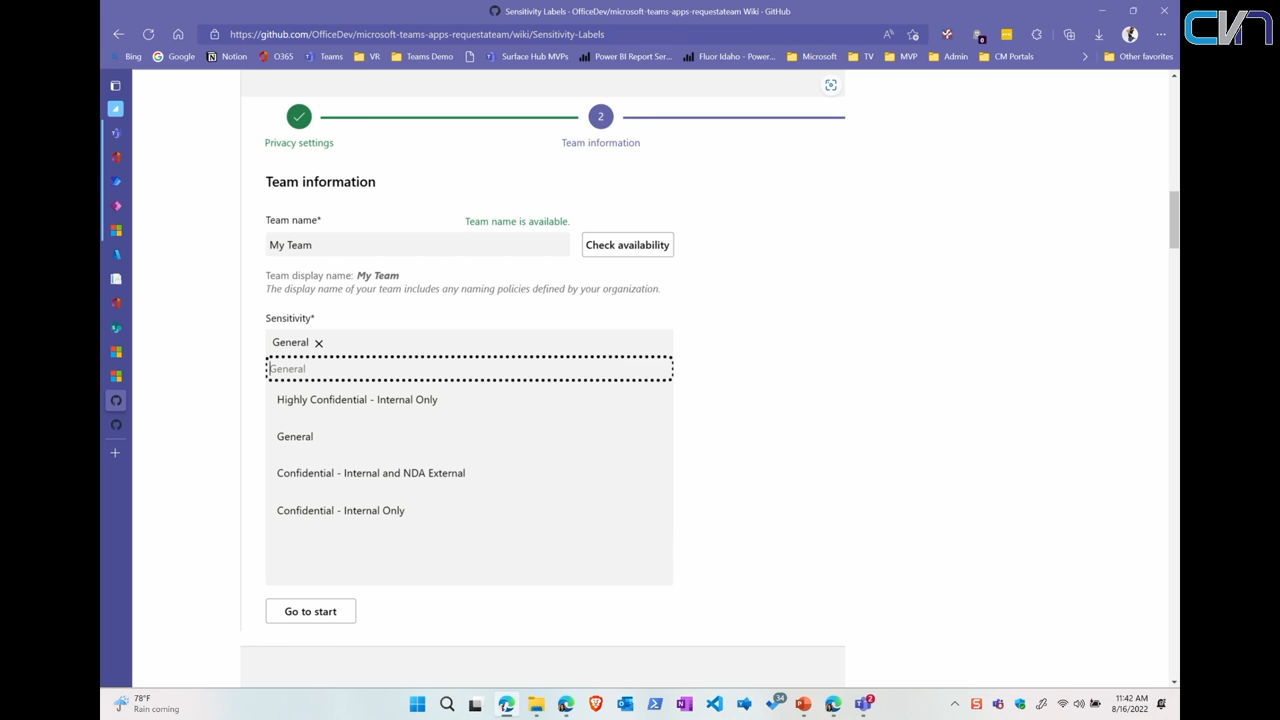 Sensitivity Labels · OfficeDev/microsoft-teams-apps-requestateam Wiki - GitHub
CVN
https://github.com/OfficeDev/microsoft-teams-apps-requestateam/wiki/Sensitivity-Labels
Bing Google Notion O365 Teams VR Teams Demo Surface Hub MVPs Power BI Report Ser... Fluor Idaho - Power... Microsoft TV MVP Admin CM Portals Other favorites
2
Privacy settings Team information
Team information
Team name* Team name is available.
My Team Check availability
Team display name: My Team
The display name of your team includes any naming policies defined by your organization.
Sensitivity*
General
General
Highly Confidential - Internal Only
General
Confidential - Internal and NDA External
Confidential - Internal Only
Go to start
78°F
Rain coming
34
2
11:42 AM
8/16/2022